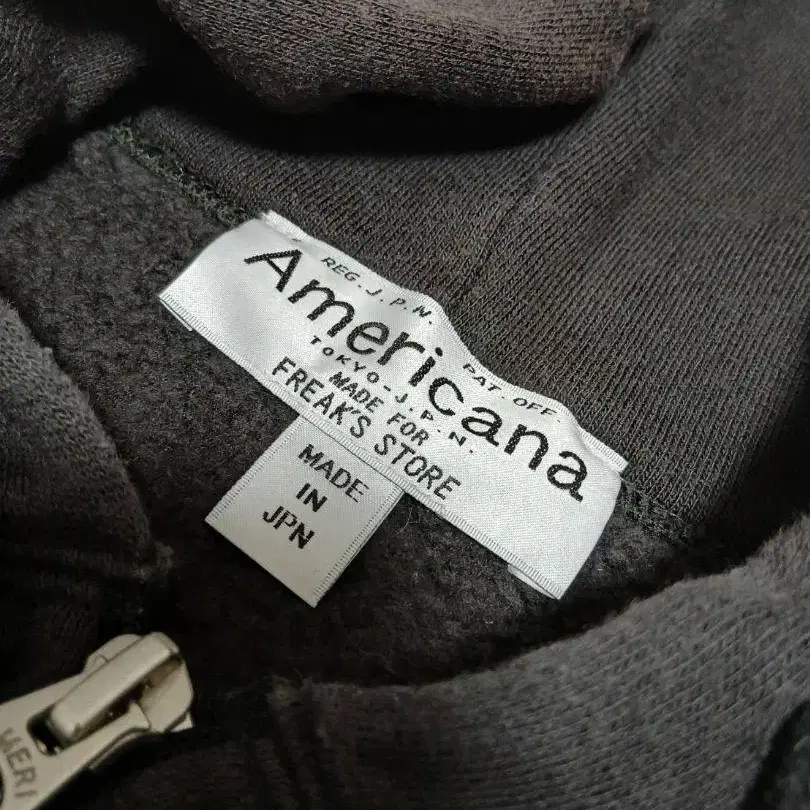 REG. J. P. N.
Americana
PAT. OFF.
TOKYO-J.P.N.
MADE FOR
FREAK'S STORE
MADE
IN
JPN